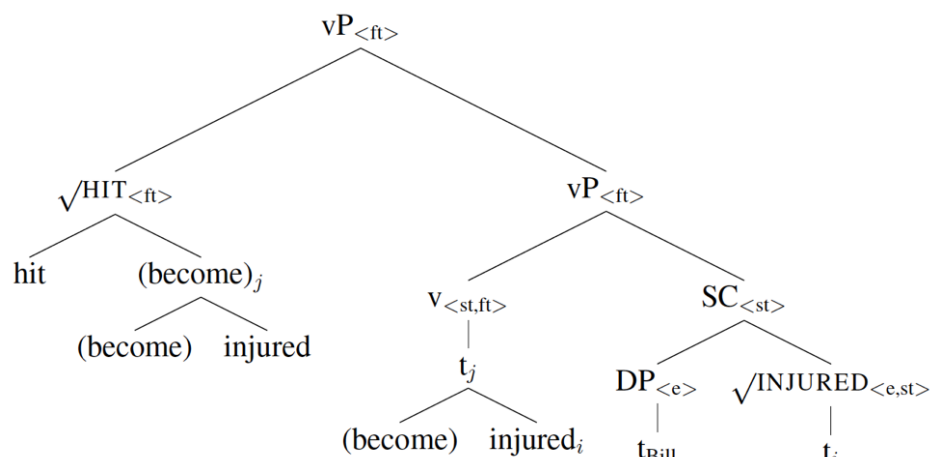 vP<ft>
√HIT<ft> vP<ft>
hit (become)j v<st,ft> SC<st>
(become) injured tj DP<e> √INJURED<e,st>
(become) injuredi tBill ti